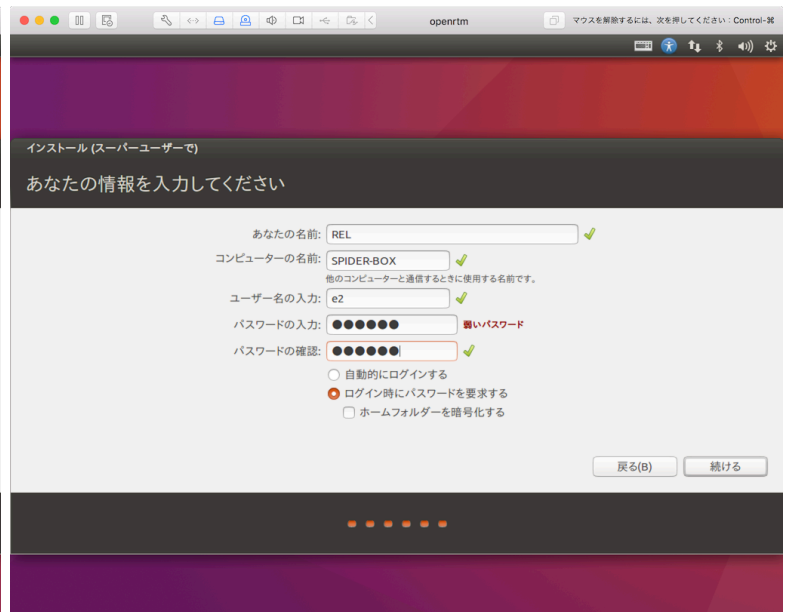 openrtm
マウスを解除するには、次を押してください：Control-⌘
インストール (スーパーユーザーで)
あなたの情報を入力してください
あなたの名前: REL
コンピューターの名前: SPIDER-BOX
他のコンピューターと通信するときに使用する名前です。
ユーザー名の入力: e2
パスワードの入力: ●●●●●● 弱いパスワード
パスワードの確認: ●●●●●●
自動的にログインする
ログイン時にパスワードを要求する
ホームフォルダーを暗号化する
戻る(B) 続ける